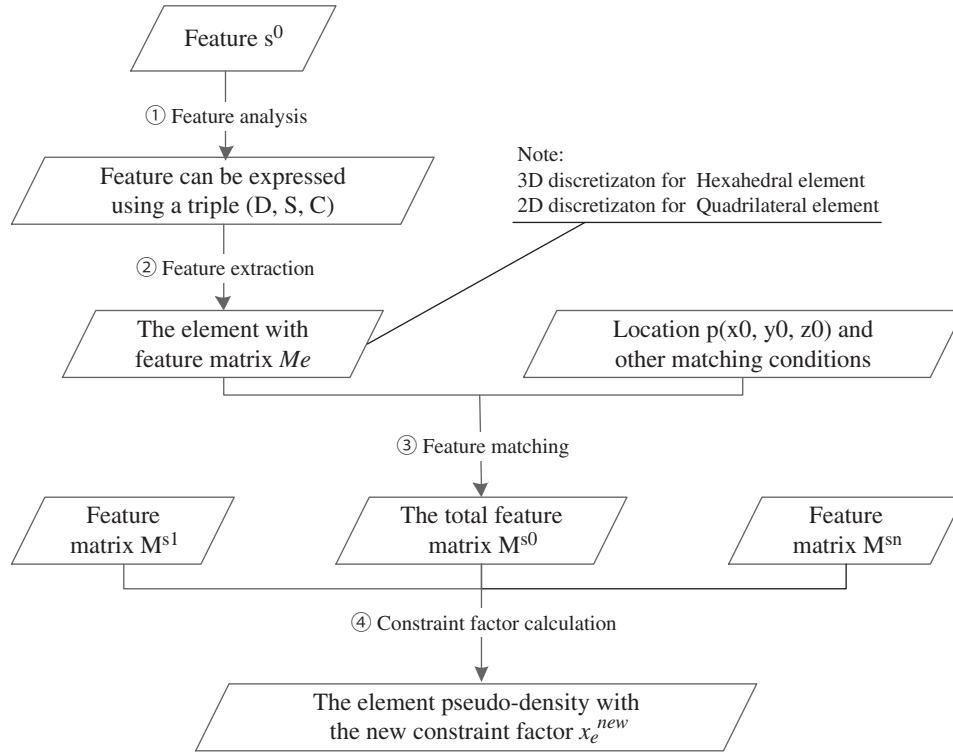 Feature s⁰
① Feature analysis
Feature can be expressed
using a triple (D, S, C)
Note:
3D discretizaton for Hexahedral element
2D discretizaton for Quadrilateral element
② Feature extraction
The element with
feature matrix Me
Location p(x0, y0, z0) and
other matching conditions
③ Feature matching
Feature
matrix Mˢ¹
The total feature
matrix Mˢ⁰
Feature
matrix Mˢⁿ
④ Constraint factor calculation
The element pseudo-density with
the new constraint factor xₑⁿᵉʷ